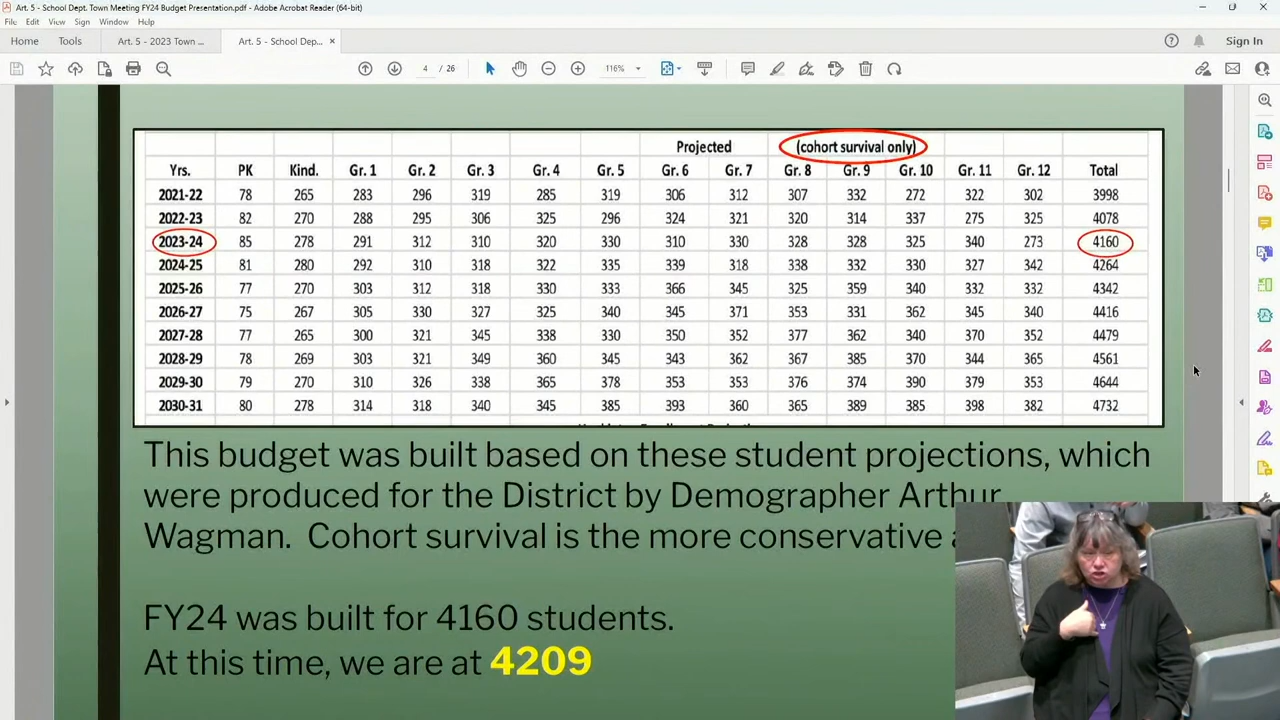 Art. 5 - School Dept. Town Meeting FY24 Budget Presentation.pdf - Adobe Acrobat Reader (64-bit)
File Edit View Sign Window Help
Home Tools Art. 5 - 2023 Town ... Art. 5 - School Dep... × Sign In
4 / 26 116%
Projected (cohort survival only)
Yrs. PK Kind. Gr. 1 Gr. 2 Gr. 3 Gr. 4 Gr. 5 Gr. 6 Gr. 7 Gr. 8 Gr. 9 Gr. 10 Gr. 11 Gr. 12 Total
2021-22 78 265 283 296 319 285 319 306 312 307 332 272 322 302 3998
2022-23 82 270 288 295 306 325 296 324 321 320 314 337 275 325 4078
2023-24 85 278 291 312 310 320 330 310 330 328 328 325 340 273 4160
2024-25 81 280 292 310 318 322 335 339 318 338 332 330 327 342 4264
2025-26 77 270 303 312 318 330 333 366 345 325 359 340 332 332 4342
2026-27 75 267 305 330 327 325 340 345 371 353 331 362 345 340 4416
2027-28 77 265 300 321 345 338 330 350 352 377 362 340 370 352 4479
2028-29 78 269 303 321 349 360 345 343 362 367 385 370 344 365 4561
2029-30 79 270 310 326 338 365 378 353 353 376 374 390 379 353 4644
2030-31 80 278 314 318 340 345 385 393 360 365 389 385 398 382 4732
This budget was built based on these student projections, which
were produced for the District by Demographer Arthur
Wagman. Cohort survival is the more conservative
FY24 was built for 4160 students.
At this time, we are at 4209